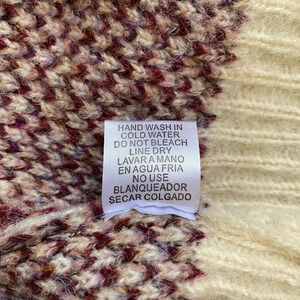 HAND WASH IN
COLD WATER
DO NOT BLEACH
LINE DRY
LAVAR A MANO
EN AGUA FRIA
NO USE
BLANQUEADOR
SECAR COLGADO